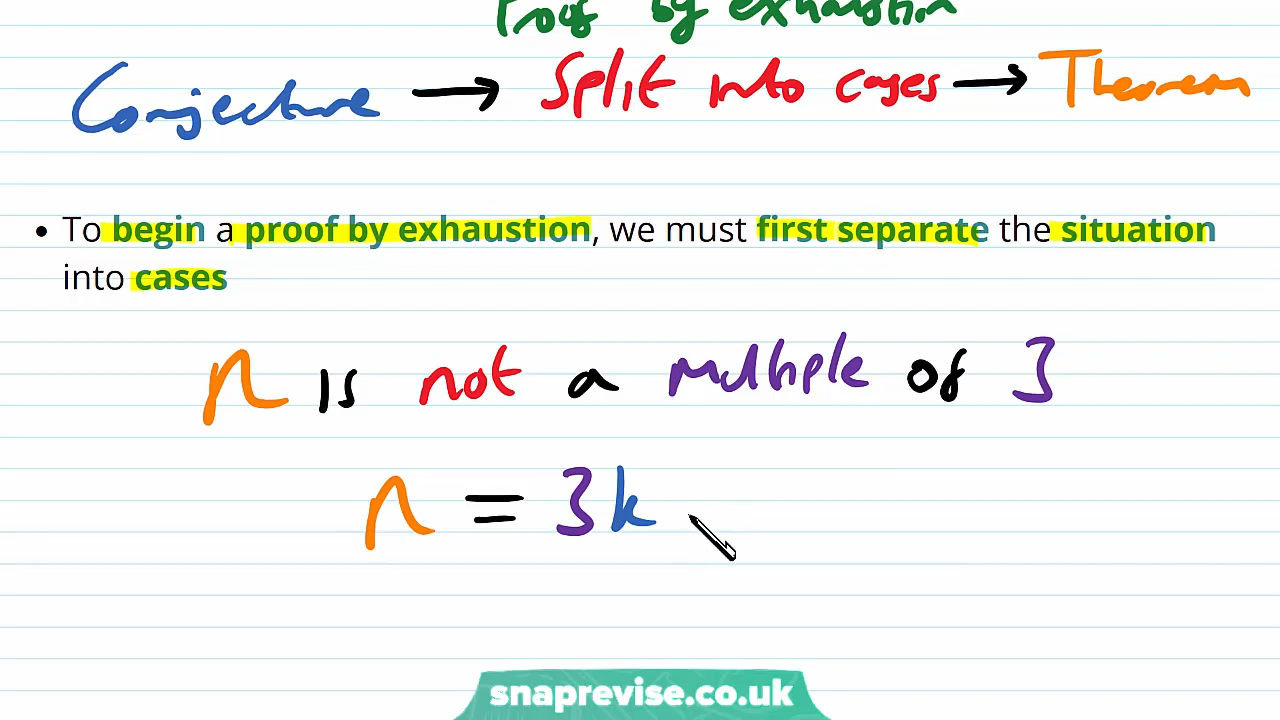 Proof by exhaustion
Conjecture → Split into cases → Theorem
• To begin a proof by exhaustion, we must first separate the situation
into cases
n is not a multiple of 3
n = 3k
snaprevise.co.uk